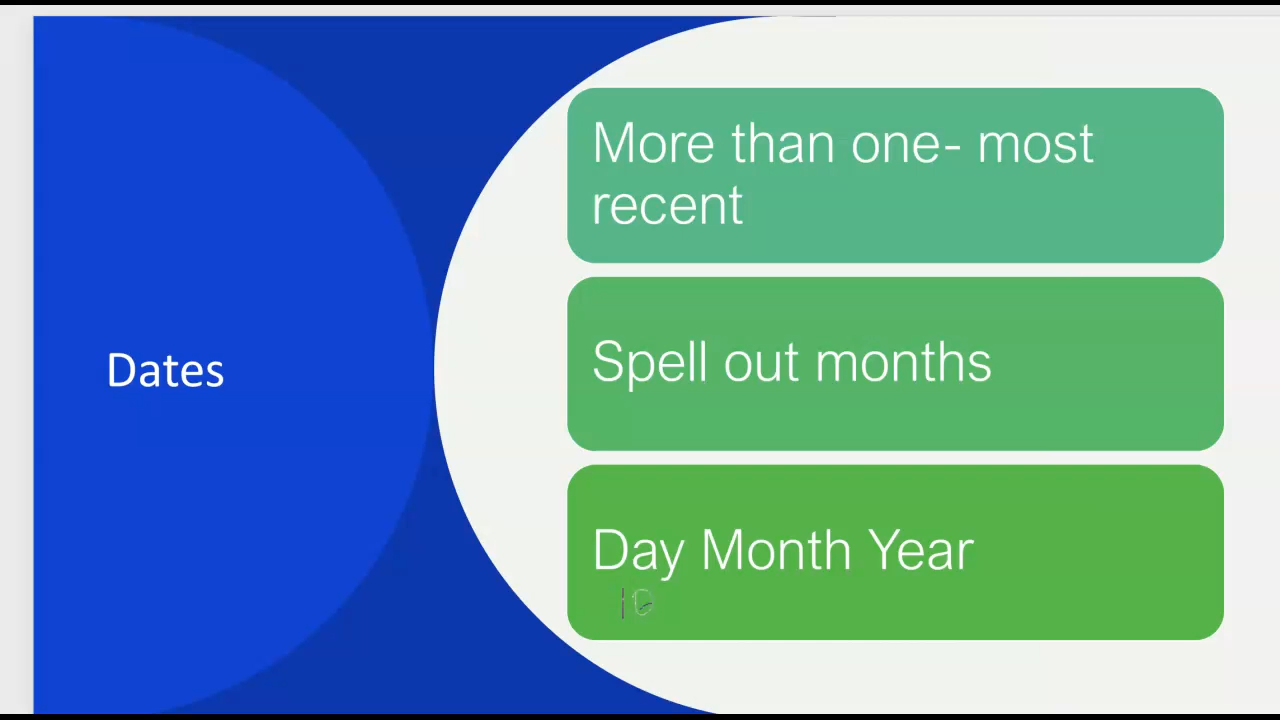 Dates
More than one- most
recent
Spell out months
Day Month Year